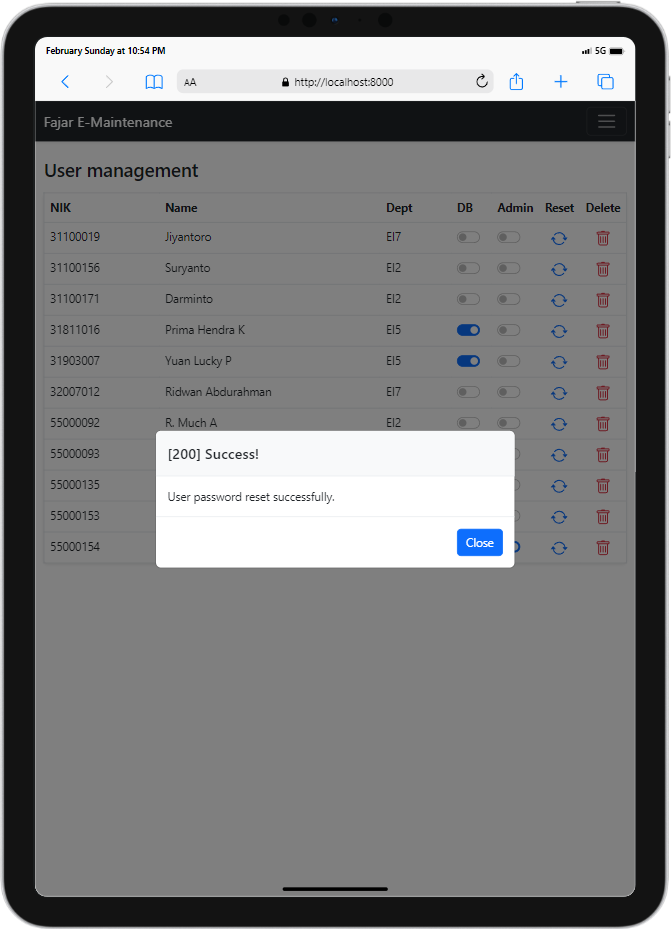 February Sunday at 10:54 PM 5G
AA http://localhost:8000
Fajar E-Maintenance
User management
NIK Name Dept DB Admin Reset Delete
31100019 Jiyantoro EI7
31100156 Suryanto EI2
31100171 Darminto EI2
31811016 Prima Hendra K EI5
31903007 Yuan Lucky P EI5
32007012 Ridwan Abdurahman EI7
55000092 R. Much A EI2
55000093
55000135
55000153
55000154
[200] Success!
User password reset successfully.
Close